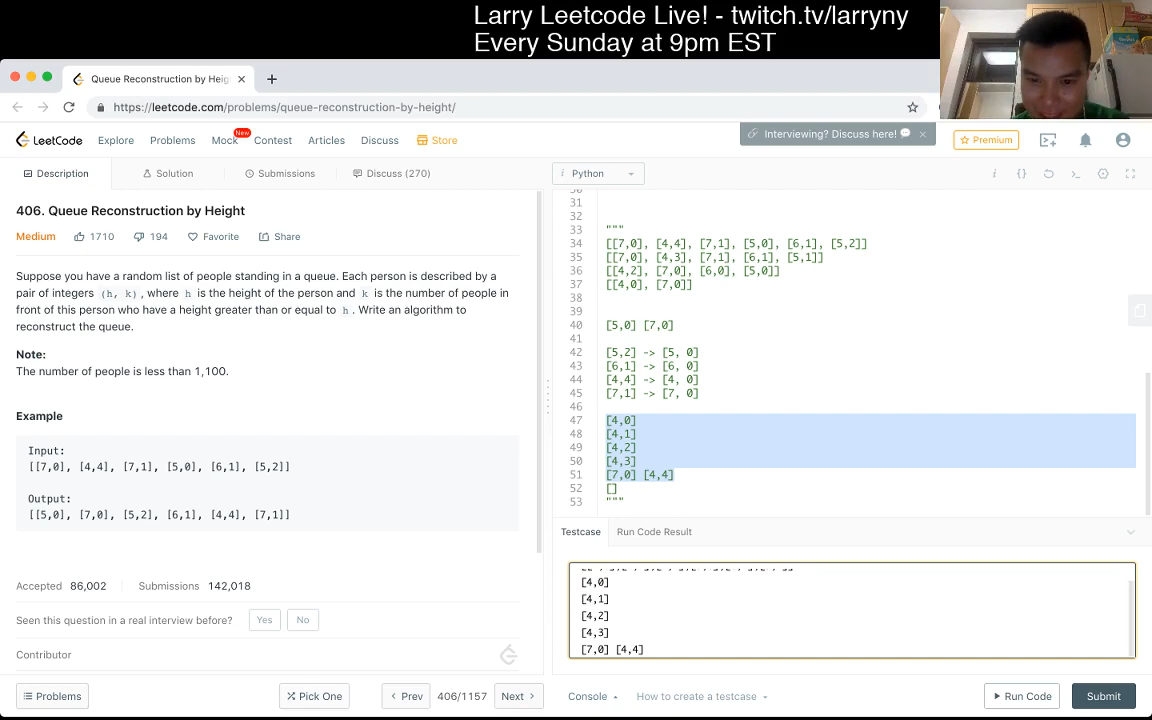 Larry Leetcode Live! - twitch.tv/larryny
Every Sunday at 9pm EST
Queue Reconstruction by Heig
https://leetcode.com/problems/queue-reconstruction-by-height/
LeetCode Explore Problems Mock New Contest Articles Discuss Store
Interviewing? Discuss here!
Premium
Description Solution Submissions Discuss (270)
i Python
406. Queue Reconstruction by Height
Medium 1710 194 Favorite Share
Suppose you have a random list of people standing in a queue. Each person is described by a
pair of integers (h, k), where h is the height of the person and k is the number of people in
front of this person who have a height greater than or equal to h. Write an algorithm to
reconstruct the queue.
Note:
The number of people is less than 1,100.
Example
Input:
[[7,0], [4,4], [7,1], [5,0], [6,1], [5,2]]
Output:
[[5,0], [7,0], [5,2], [6,1], [4,4], [7,1]]
Accepted 86,002 Submissions 142,018
Seen this question in a real interview before? Yes No
Contributor
Problems Pick One Prev 406/1157 Next
31
32
33 """
34 [[7,0], [4,4], [7,1], [5,0], [6,1], [5,2]]
35 [[7,0], [4,3], [7,1], [6,1], [5,1]]
36 [[4,2], [7,0], [6,0], [5,0]]
37 [[4,0], [7,0]]
38
39
40 [5,0] [7,0]
41
42 [5,2] -> [5, 0]
43 [6,1] -> [6, 0]
44 [4,4] -> [4, 0]
45 [7,1] -> [7, 0]
46
47 [4,0]
48 [4,1]
49 [4,2]
50 [4,3]
51 [7,0] [4,4]
52 []
53 """
Testcase Run Code Result
[4,0]
[4,1]
[4,2]
[4,3]
[7,0] [4,4]
Console How to create a testcase Run Code Submit